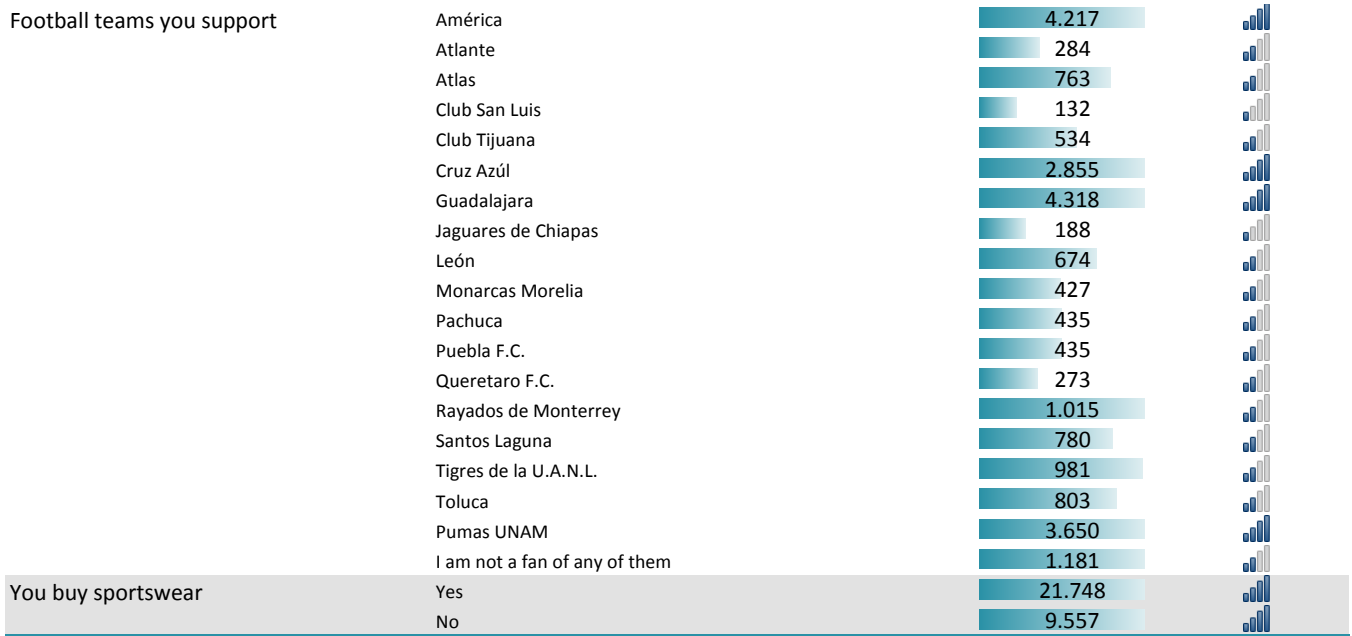 Football teams you support América 4.217
Atlante 284
Atlas 763
Club San Luis 132
Club Tijuana 534
Cruz Azúl 2.855
Guadalajara 4.318
Jaguares de Chiapas 188
León 674
Monarcas Morelia 427
Pachuca 435
Puebla F.C. 435
Queretaro F.C. 273
Rayados de Monterrey 1.015
Santos Laguna 780
Tigres de la U.A.N.L. 981
Toluca 803
Pumas UNAM 3.650
I am not a fan of any of them 1.181
You buy sportswear Yes 21.748
No 9.557